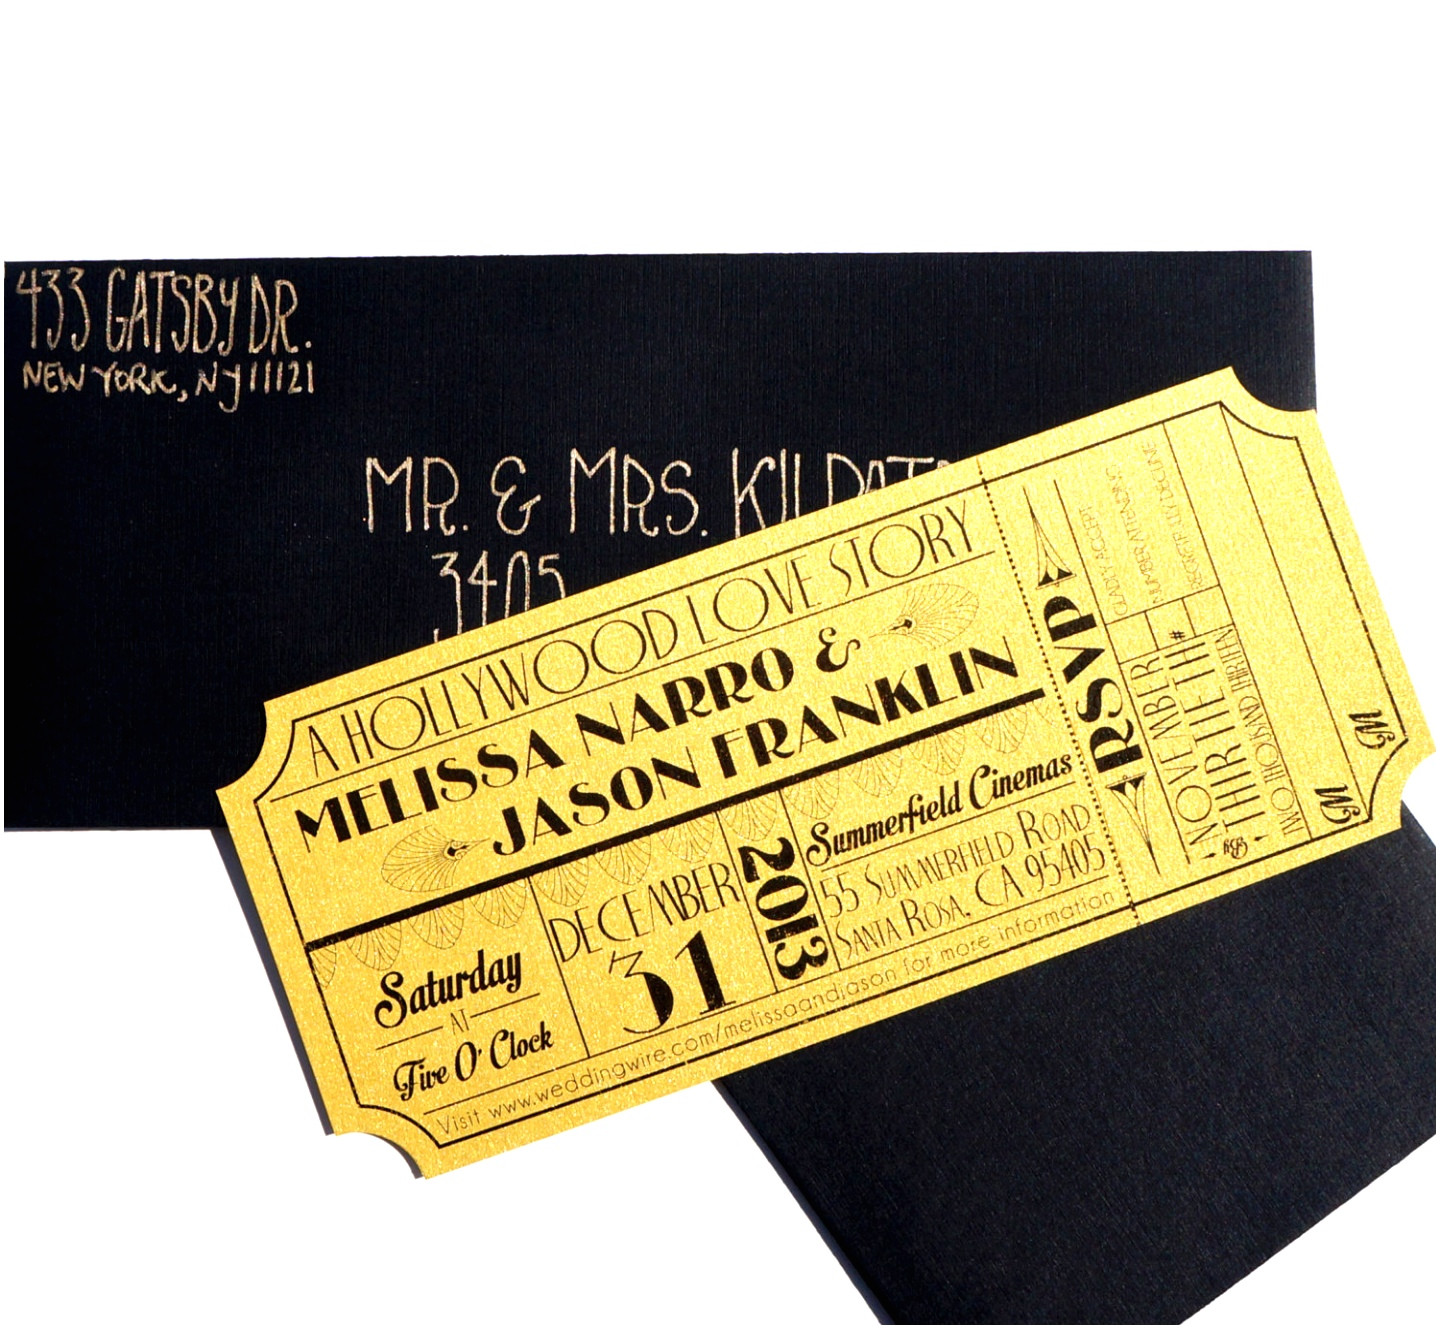 433 GATSBY DR.
NEW YORK, NY 11121
MR. & MRS.
3405
A HOLLYWOOD LOVE STORY
MELISSA NARRO &
JASON FRANKLIN
Saturday
AT
Five O' Clock
DECEMBER
31
2013
Summerfield Cinemas
55 SUMMERFIELD ROAD
SANTA ROSA, CA 95405
Visit www.weddingwire.com/melissaandjason for more information
RSVP
By
NOVEMBER
THIRTIETH
TWO THOUSAND THIRTEEN
#
GLADLY ACCEPT
NUMBER ATTENDING
REGRETFULLY DECLINE
M
M